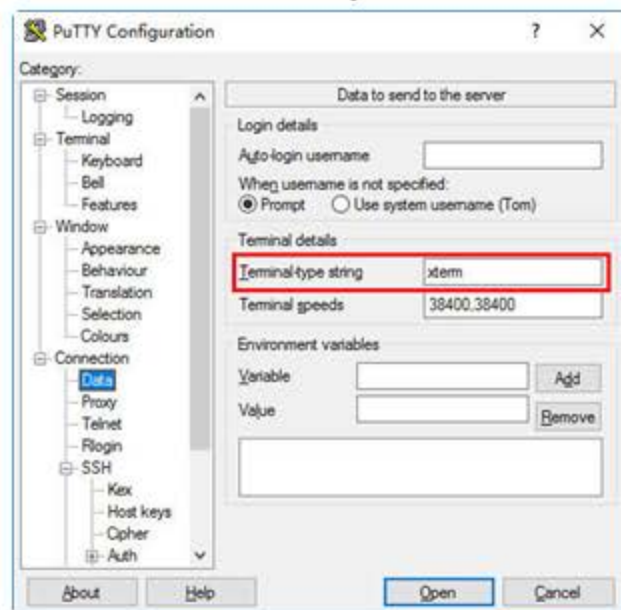 PuTTY Configuration ? ×
Category:
Session
Logging
Terminal
Keyboard
Bell
Features
Window
Appearance
Behaviour
Translation
Selection
Colours
Connection
Data
Proxy
Telnet
Rlogin
SSH
Kex
Host keys
Cipher
Auth
Data to send to the server
Login details
Auto-login username
When username is not specified:
Prompt Use system username (Tom)
Terminal details
Terminal-type string xterm
Terminal speeds 38400,38400
Environment variables
Variable Add
Value Remove
About Help Open Cancel